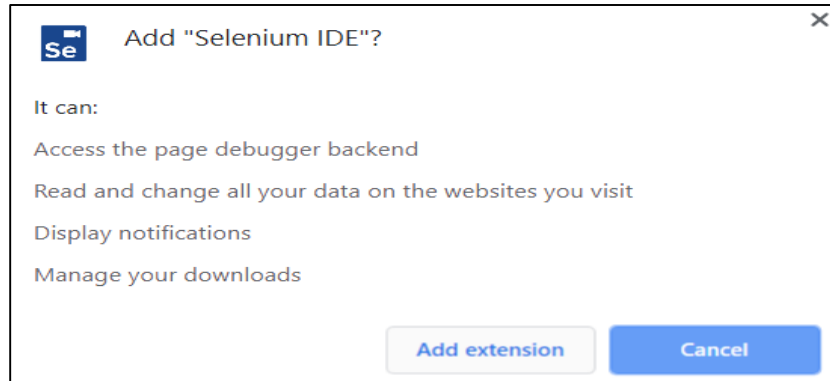 Se
Add "Selenium IDE"?
It can:
Access the page debugger backend
Read and change all your data on the websites you visit
Display notifications
Manage your downloads
Add extension
Cancel